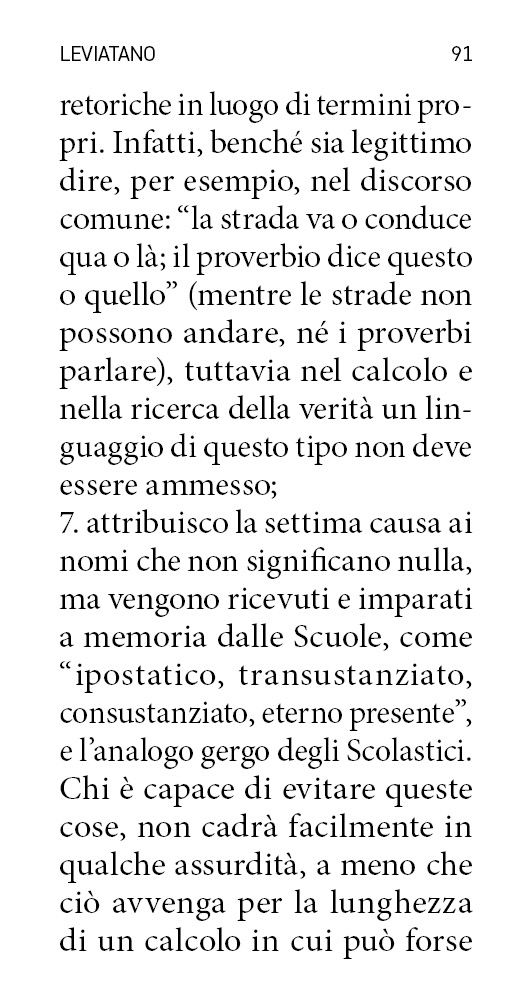 LEVIATANO 91
retoriche in luogo di termini pro-
pri. Infatti, benché sia legittimo
dire, per esempio, nel discorso
comune: “la strada va o conduce
qua o là; il proverbio dice questo
o quello” (mentre le strade non
possono andare, né i proverbi
parlare), tuttavia nel calcolo e
nella ricerca della verità un lin-
guaggio di questo tipo non deve
essere ammesso;
7. attribuisco la settima causa ai
nomi che non significano nulla,
ma vengono ricevuti e imparati
a memoria dalle Scuole, come
“ipostatico, transustanziato,
consustanziato, eterno presente”,
e l’analogo gergo degli Scolastici.
Chi è capace di evitare queste
cose, non cadrà facilmente in
qualche assurdità, a meno che
ciò avvenga per la lunghezza
di un calcolo in cui può forse